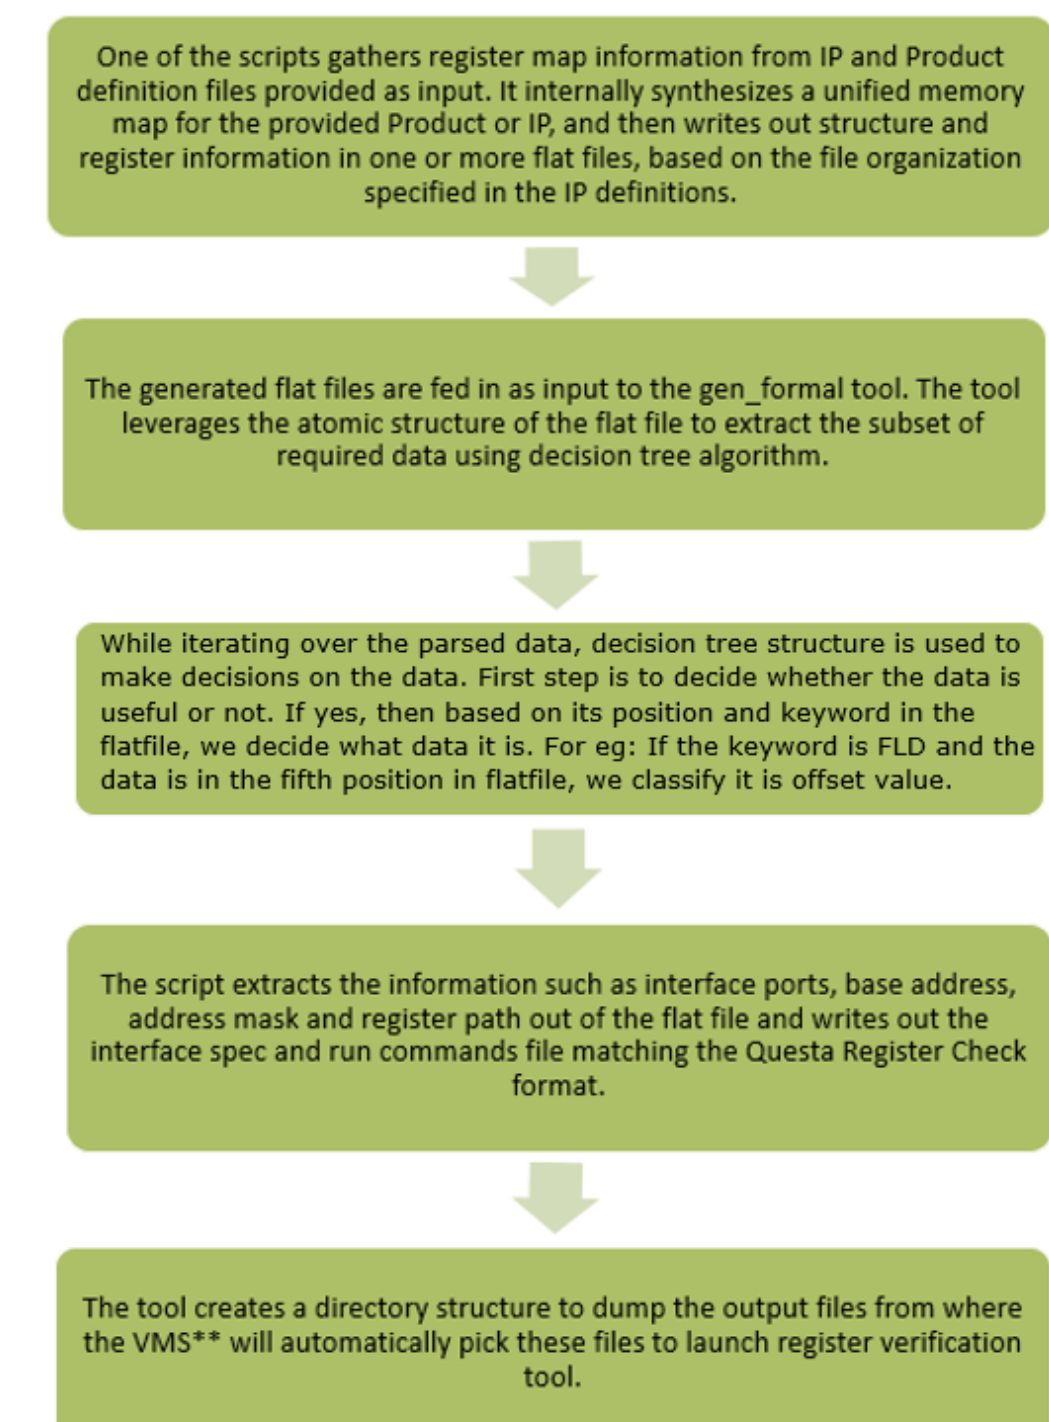 One of the scripts gathers register map information from IP and Product
definition files provided as input. It internally synthesizes a unified memory
map for the provided Product or IP, and then writes out structure and
register information in one or more flat files, based on the file organization
specified in the IP definitions.
The generated flat files are fed in as input to the gen_formal tool. The tool
leverages the atomic structure of the flat file to extract the subset of
required data using decision tree algorithm.
While iterating over the parsed data, decision tree structure is used to
make decisions on the data. First step is to decide whether the data is
useful or not. If yes, then based on its position and keyword in the
flatfile, we decide what data it is. For eg: If the keyword is FLD and the
data is in the fifth position in flatfile, we classify it is offset value.
The script extracts the information such as interface ports, base address,
address mask and register path out of the flat file and writes out the
interface spec and run commands file matching the Questa Register Check
format.
The tool creates a directory structure to dump the output files from where
the VMS** will automatically pick these files to launch register verification
tool.